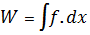 W = ∫f.dx